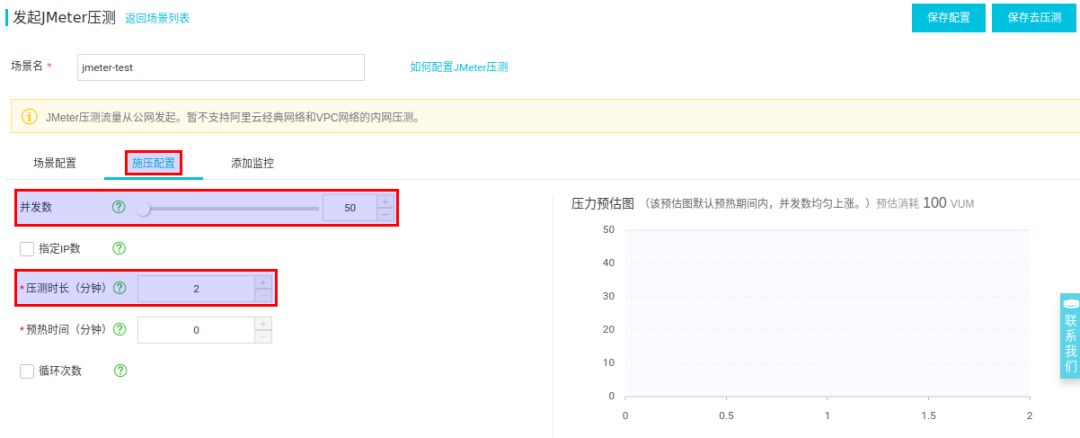 发起JMeter压测 返回场景列表 保存配置 保存去压测
场景名 * jmeter-test 如何配置JMeter压测
JMeter压测流量从公网发起。暂不支持阿里云经典网络和VPC网络的内网压测。
场景配置 施压配置 添加监控
并发数 50
指定IP数
*压测时长（分钟） 2
*预热时间（分钟） 0
循环次数
压力预估图 （该预估图默认预热期间内，并发数均匀上涨。）预估消耗 100 VUM
50
40
30
20
10
0
0 0.5 1 1.5 2
联系我们